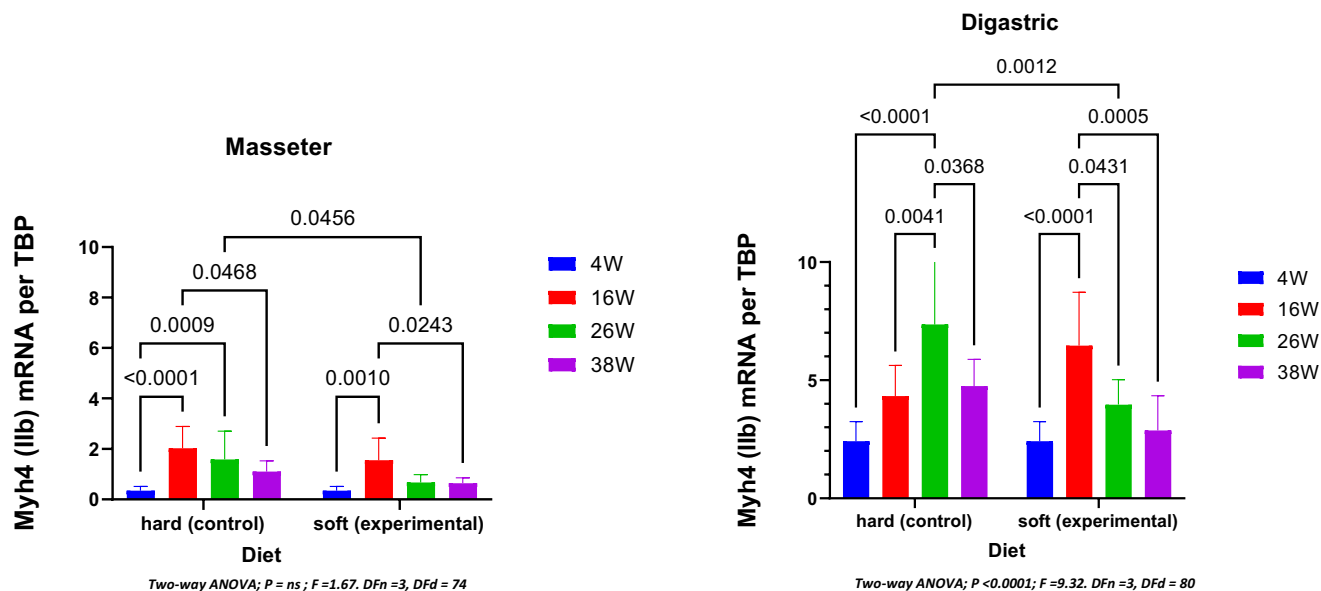 Masseter
Myh4 (IIb) mRNA per TBP
10
8
6
4
2
0
0.0456
0.0468
0.0009
<0.0001
0.0243
0.0010
hard (control)
soft (experimental)
Diet
4W
16W
26W
38W
Two-way ANOVA; P = ns ; F =1.67. DFn =3, DFd = 74
Digastric
Myh4 (IIb) mRNA per TBP
10
5
0
0.0012
<0.0001
0.0005
0.0368
0.0431
0.0041
<0.0001
hard (control)
soft (experimental)
Diet
4W
16W
26W
38W
Two-way ANOVA; P <0.0001; F =9.32. DFn =3, DFd = 80